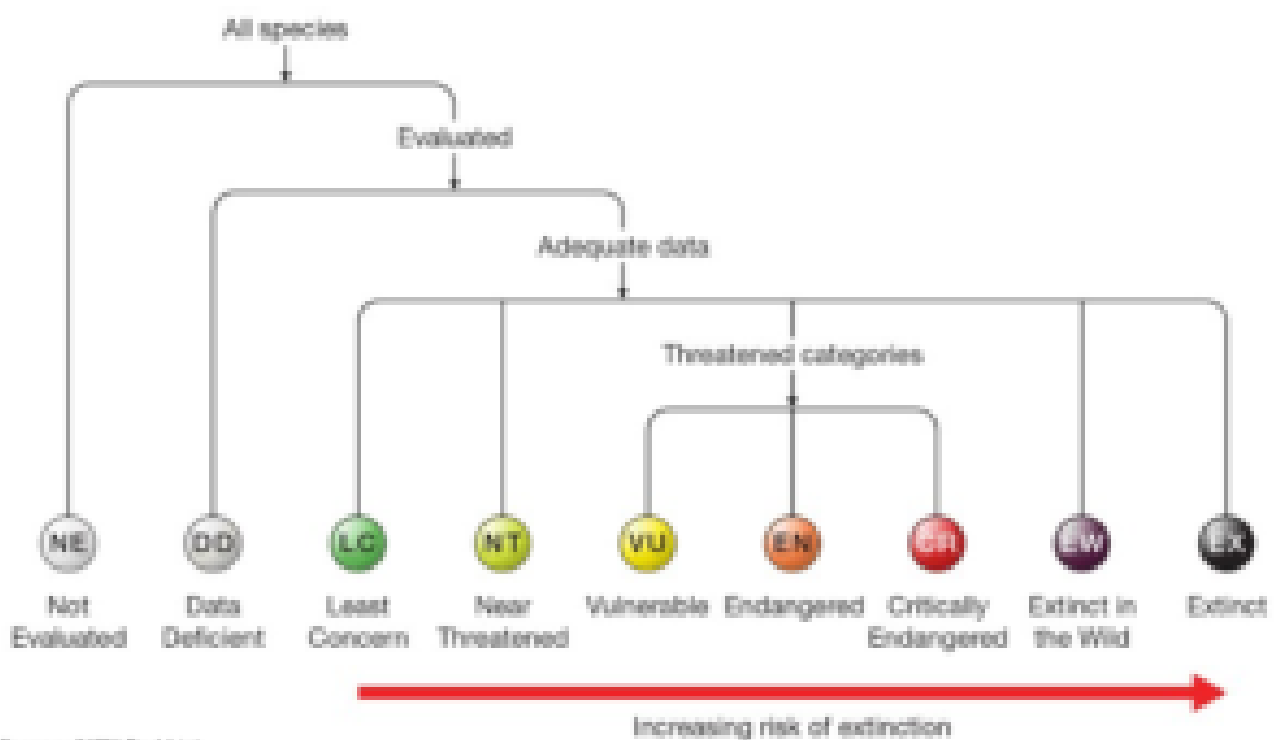 All species
Evaluated
Adequate data
Threatened categories
NE
DD
LC
NT
VU
EN
CR
EW
EX
Not
Evaluated
Data
Deficient
Least
Concern
Near
Threatened
Vulnerable
Endangered
Critically
Endangered
Extinct in
the Wild
Extinct
Increasing risk of extinction